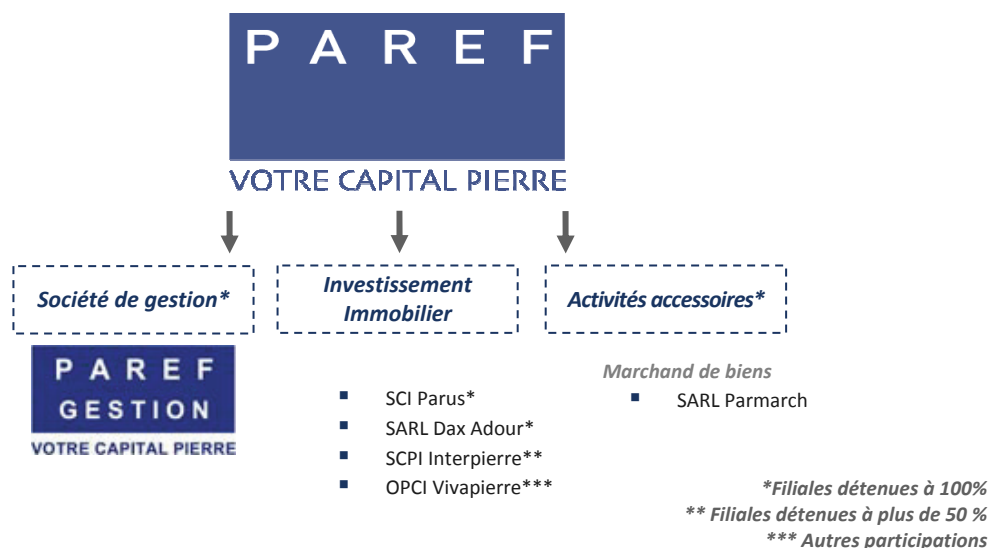 P A R E F
VOTRE CAPITAL PIERRE
Société de gestion*
Investissement
Immobilier
Activités accessoires*
P A R E F
GESTION
VOTRE CAPITAL PIERRE
▪ SCI Parus*
▪ SARL Dax Adour*
▪ SCPI Interpierre**
▪ OPCI Vivapierre***
Marchand de biens
▪ SARL Parmarch
*Filiales détenues à 100%
** Filiales détenues à plus de 50 %
*** Autres participations